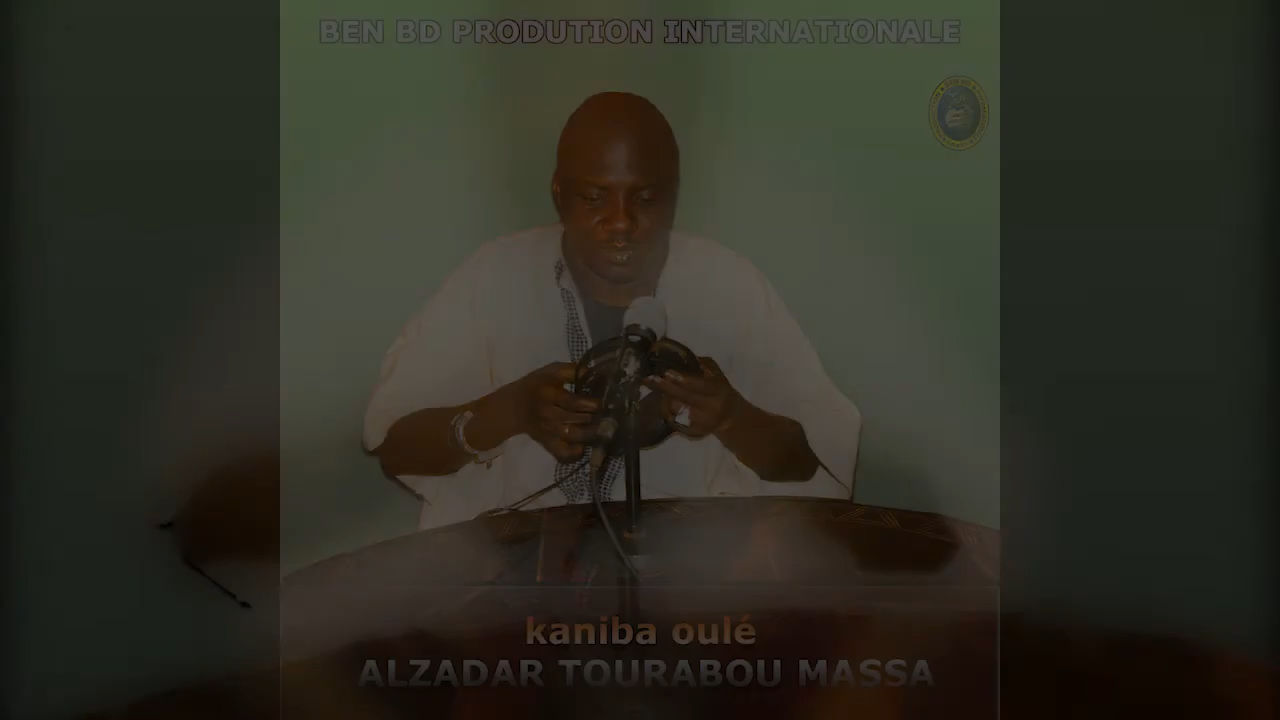 BEN BD PRODUTION INTERNATIONALE
kaniba oulé
ALZADAR TOURABOU MASSA